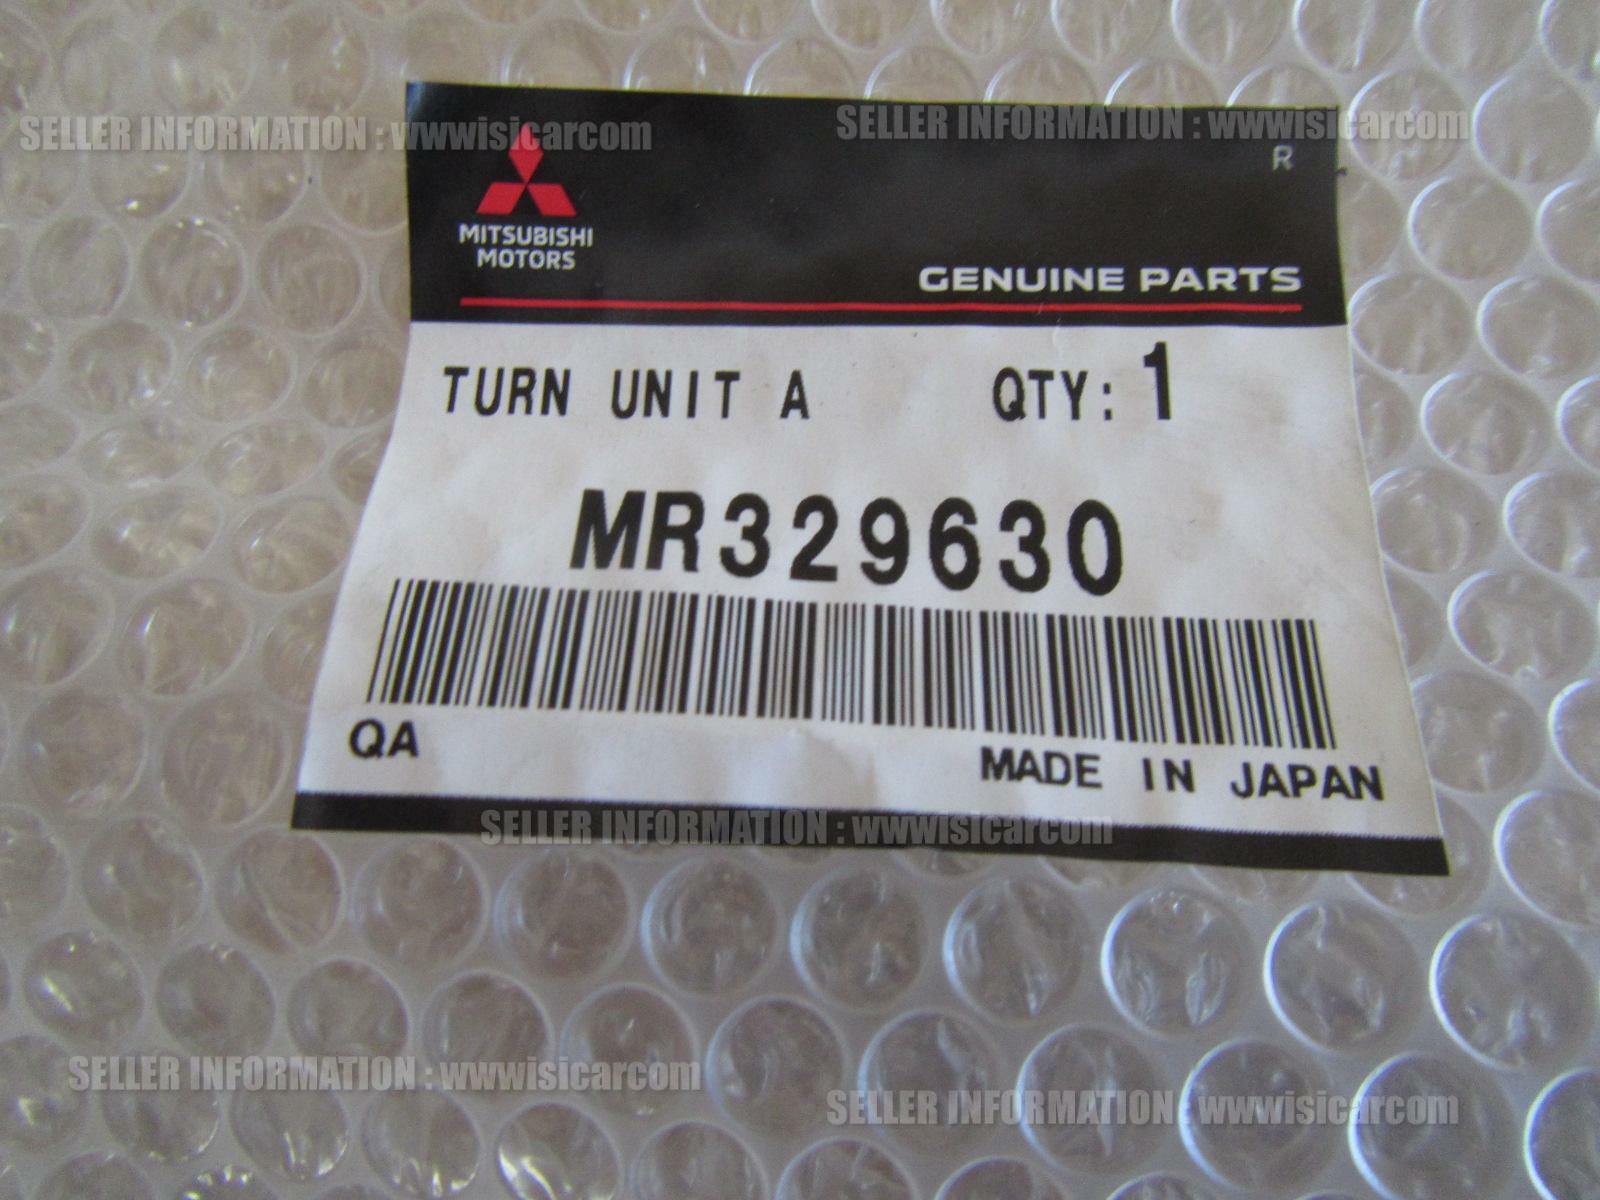 SELLER INFORMATION : wwwisicarcom
SELLER INFORMATION : wwwisicarcom
R
MITSUBISHI
MOTORS
GENUINE PARTS
TURN UNIT A QTY: 1
MR329630
QA
MADE IN JAPAN
SELLER INFORMATION : wwwisicarcom
SELLER INFORMATION : wwwisicarcom
SELLER INFORMATION : wwwisicarcom